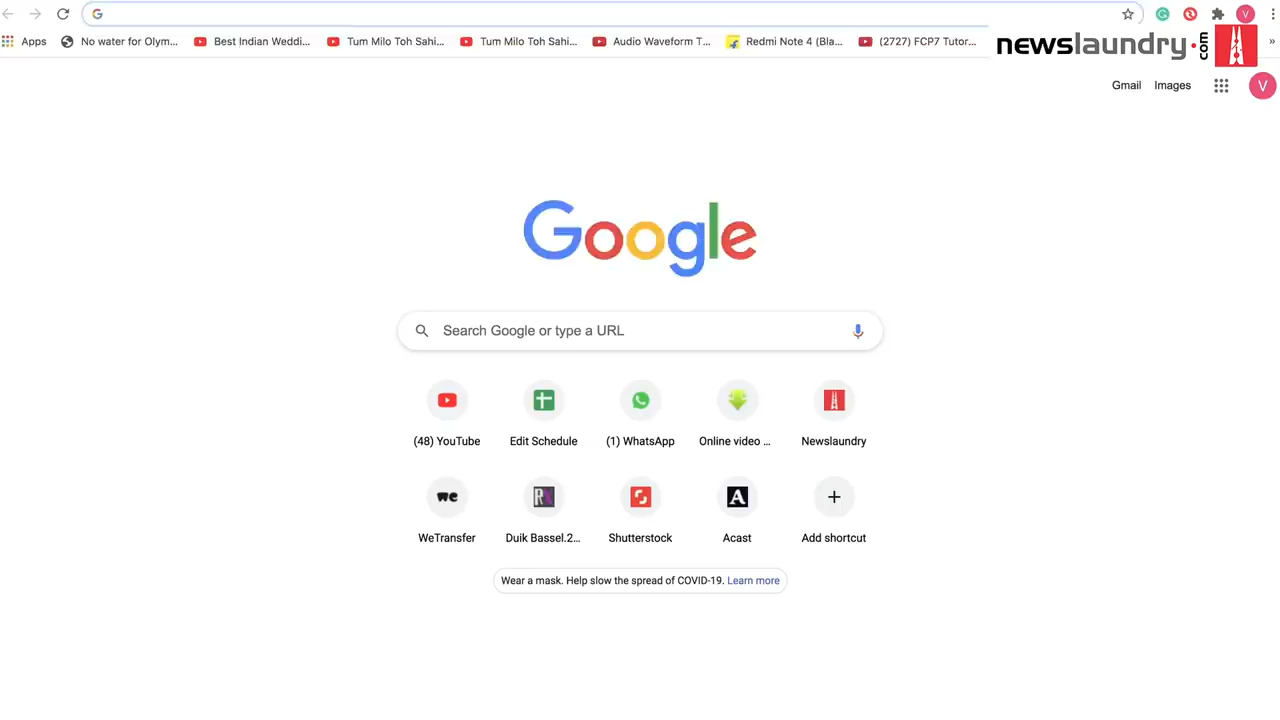 Apps No water for Olym... Best Indian Weddi... Tum Milo Toh Sahi... Tum Milo Toh Sahi... Audio Waveform T... Redmi Note 4 (Bla... (2727) FCP7 Tutor... »
newslaundry.com
Gmail Images V
Google
Search Google or type a URL
(48) YouTube Edit Schedule (1) WhatsApp Online video ... Newslaundry
WeTransfer Duik Bassel.2... Shutterstock Acast Add shortcut
Wear a mask. Help slow the spread of COVID-19. Learn more